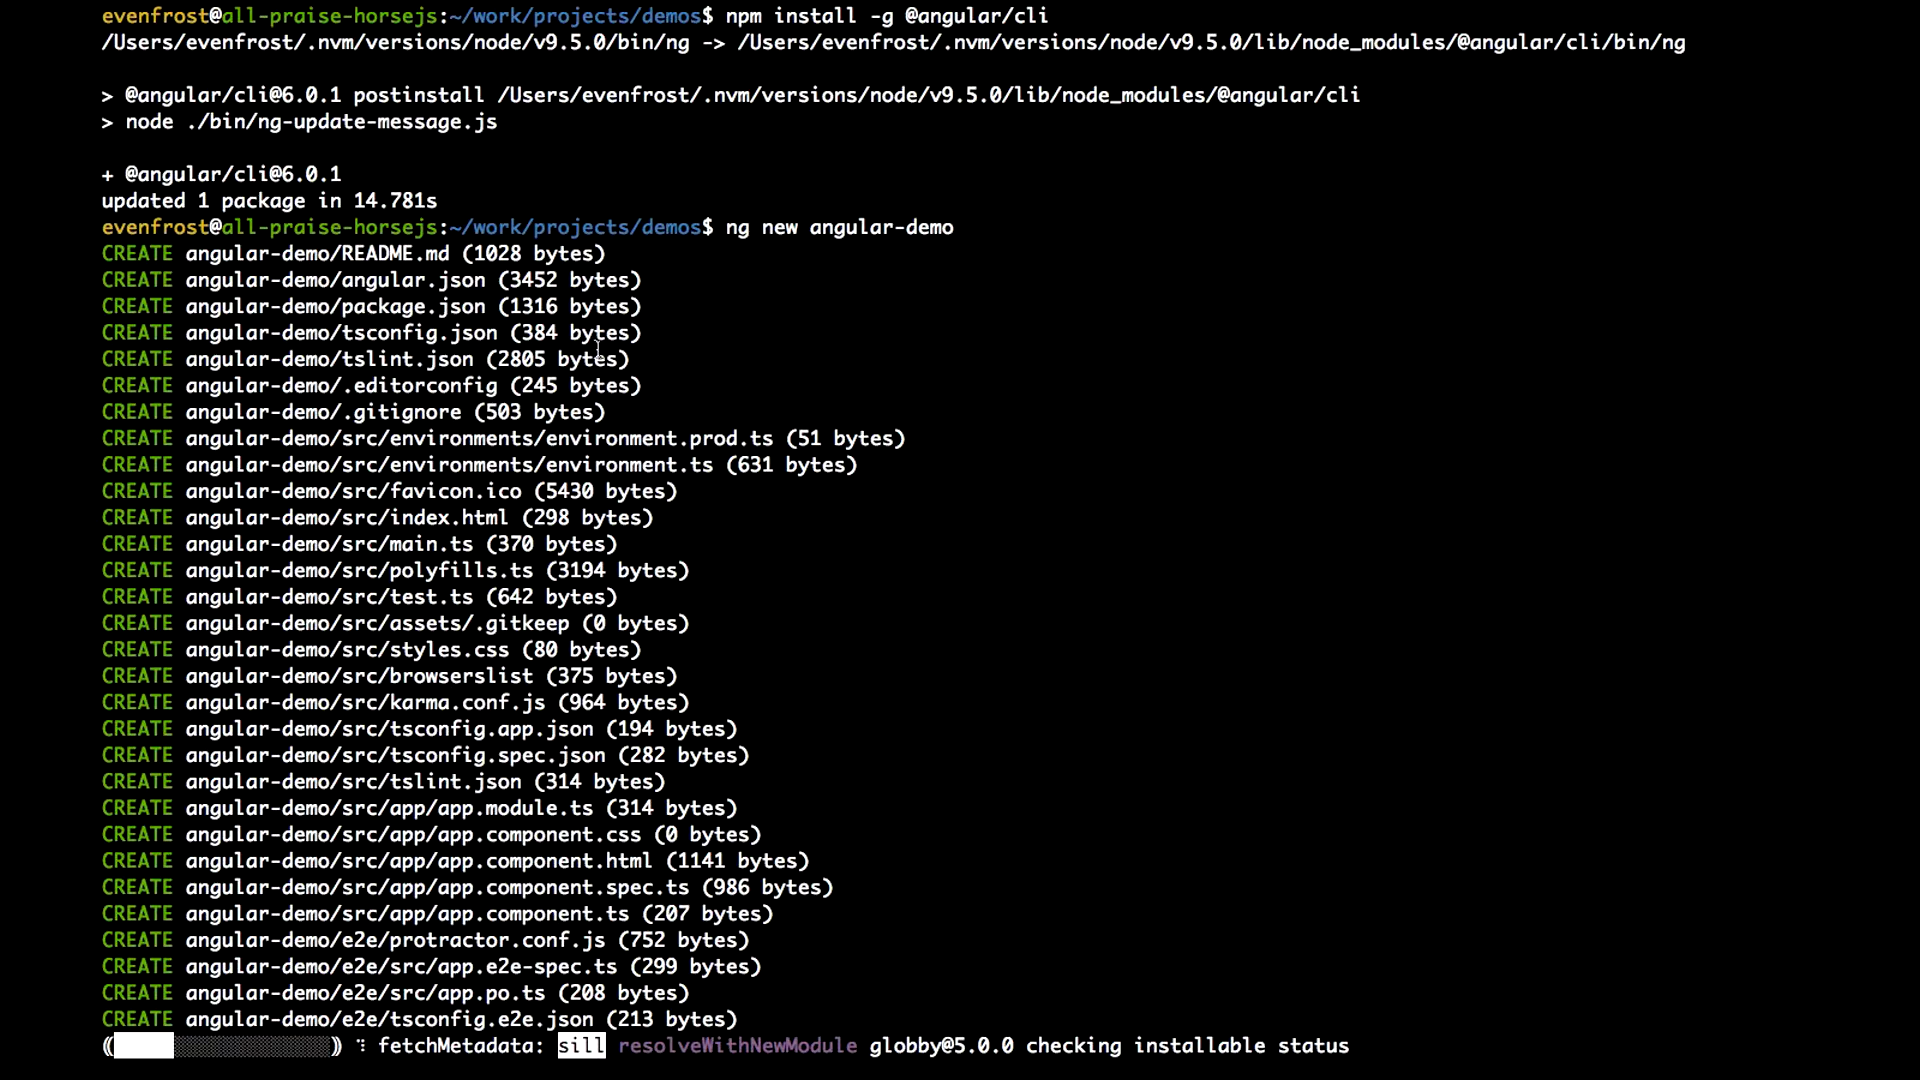 evenfrost@all-praise-horsejs:~/work/projects/demos$ npm install -g @angular/cli
/Users/evenfrost/.nvm/versions/node/v9.5.0/bin/ng -> /Users/evenfrost/.nvm/versions/node/v9.5.0/lib/node_modules/@angular/cli/bin/ng
> @angular/cli@6.0.1 postinstall /Users/evenfrost/.nvm/versions/node/v9.5.0/lib/node_modules/@angular/cli
> node ./bin/ng-update-message.js
+ @angular/cli@6.0.1
updated 1 package in 14.781s
evenfrost@all-praise-horsejs:~/work/projects/demos$ ng new angular-demo
CREATE angular-demo/README.md (1028 bytes)
CREATE angular-demo/angular.json (3452 bytes)
CREATE angular-demo/package.json (1316 bytes)
CREATE angular-demo/tsconfig.json (384 bytes)
CREATE angular-demo/tslint.json (2805 bytes)
CREATE angular-demo/.editorconfig (245 bytes)
CREATE angular-demo/.gitignore (503 bytes)
CREATE angular-demo/src/environments/environment.prod.ts (51 bytes)
CREATE angular-demo/src/environments/environment.ts (631 bytes)
CREATE angular-demo/src/favicon.ico (5430 bytes)
CREATE angular-demo/src/index.html (298 bytes)
CREATE angular-demo/src/main.ts (370 bytes)
CREATE angular-demo/src/polyfills.ts (3194 bytes)
CREATE angular-demo/src/test.ts (642 bytes)
CREATE angular-demo/src/assets/.gitkeep (0 bytes)
CREATE angular-demo/src/styles.css (80 bytes)
CREATE angular-demo/src/browserslist (375 bytes)
CREATE angular-demo/src/karma.conf.js (964 bytes)
CREATE angular-demo/src/tsconfig.app.json (194 bytes)
CREATE angular-demo/src/tsconfig.spec.json (282 bytes)
CREATE angular-demo/src/tslint.json (314 bytes)
CREATE angular-demo/src/app/app.module.ts (314 bytes)
CREATE angular-demo/src/app/app.component.css (0 bytes)
CREATE angular-demo/src/app/app.component.html (1141 bytes)
CREATE angular-demo/src/app/app.component.spec.ts (986 bytes)
CREATE angular-demo/src/app/app.component.ts (207 bytes)
CREATE angular-demo/e2e/protractor.conf.js (752 bytes)
CREATE angular-demo/e2e/src/app.e2e-spec.ts (299 bytes)
CREATE angular-demo/e2e/src/app.po.ts (208 bytes)
CREATE angular-demo/e2e/tsconfig.e2e.json (213 bytes)
fetchMetadata: sill resolveWithNewModule globby@5.0.0 checking installable status